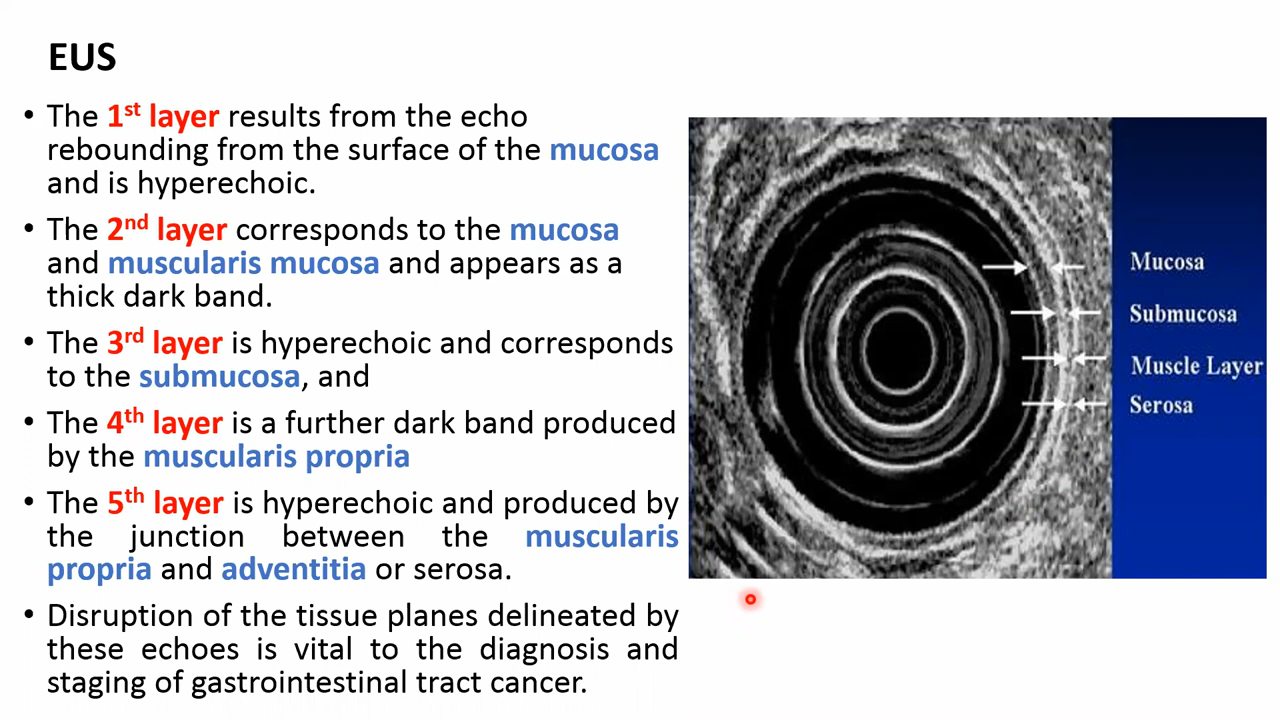 EUS
• The 1st layer results from the echo
rebounding from the surface of the mucosa
and is hyperechoic.
• The 2nd layer corresponds to the mucosa
and muscularis mucosa and appears as a
thick dark band.
• The 3rd layer is hyperechoic and corresponds
to the submucosa, and
• The 4th layer is a further dark band produced
by the muscularis propria
• The 5th layer is hyperechoic and produced by
the junction between the muscularis
propria and adventitia or serosa.
• Disruption of the tissue planes delineated by
these echoes is vital to the diagnosis and
staging of gastrointestinal tract cancer.
Mucosa
Submucosa
Muscle Layer
Serosa